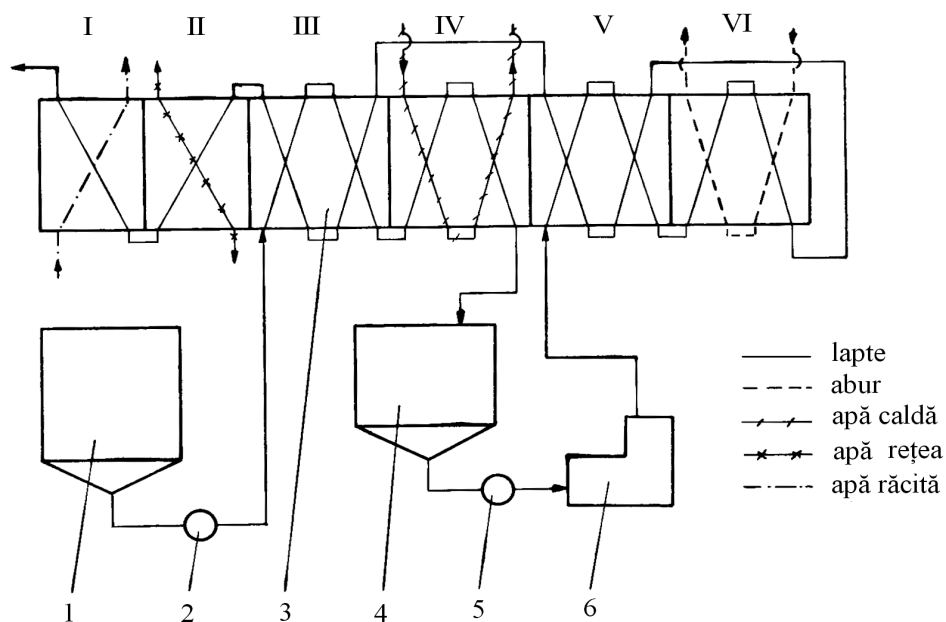 I II III IV V VI
lapte
abur
apă caldă
apă rețea
apă răcită
1 2 3 4 5 6